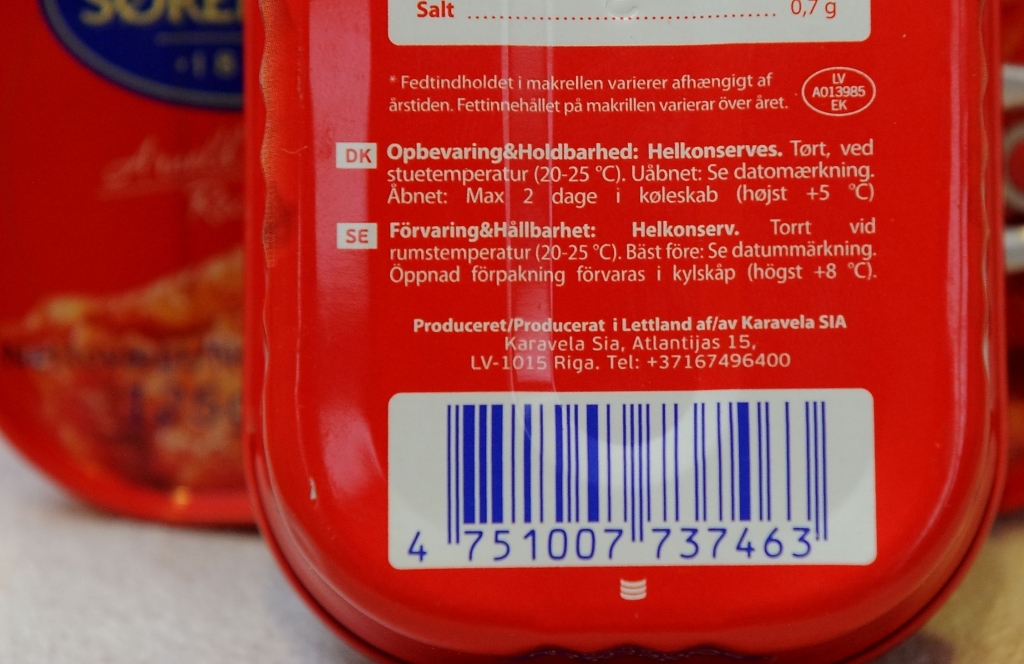 Salt 0,7 g
* Fedtindholdet i makrellen varierer afhængigt af
årstiden. Fettinnehållet på makrillen varierar över året.
LV
A013985
EK
DK Opbevaring&Holdbarhed: Helkonserves. Tørt, ved
stuetemperatur (20-25 °C). Uåbnet: Se datomærkning.
Åbnet: Max 2 dage i køleskab (højst +5 °C)
SE Förvaring&Hållbarhet: Helkonserv. Torrt vid
rumstemperatur (20-25 °C). Bäst före: Se datummärkning.
Öppnad förpakning förvaras i kylskåp (högst +8 °C).
Produceret/Producerat i Lettland af/av Karavela SIA
Karavela Sia, Atlantijas 15,
LV-1015 Riga. Tel: +37167496400
4 751007 737463